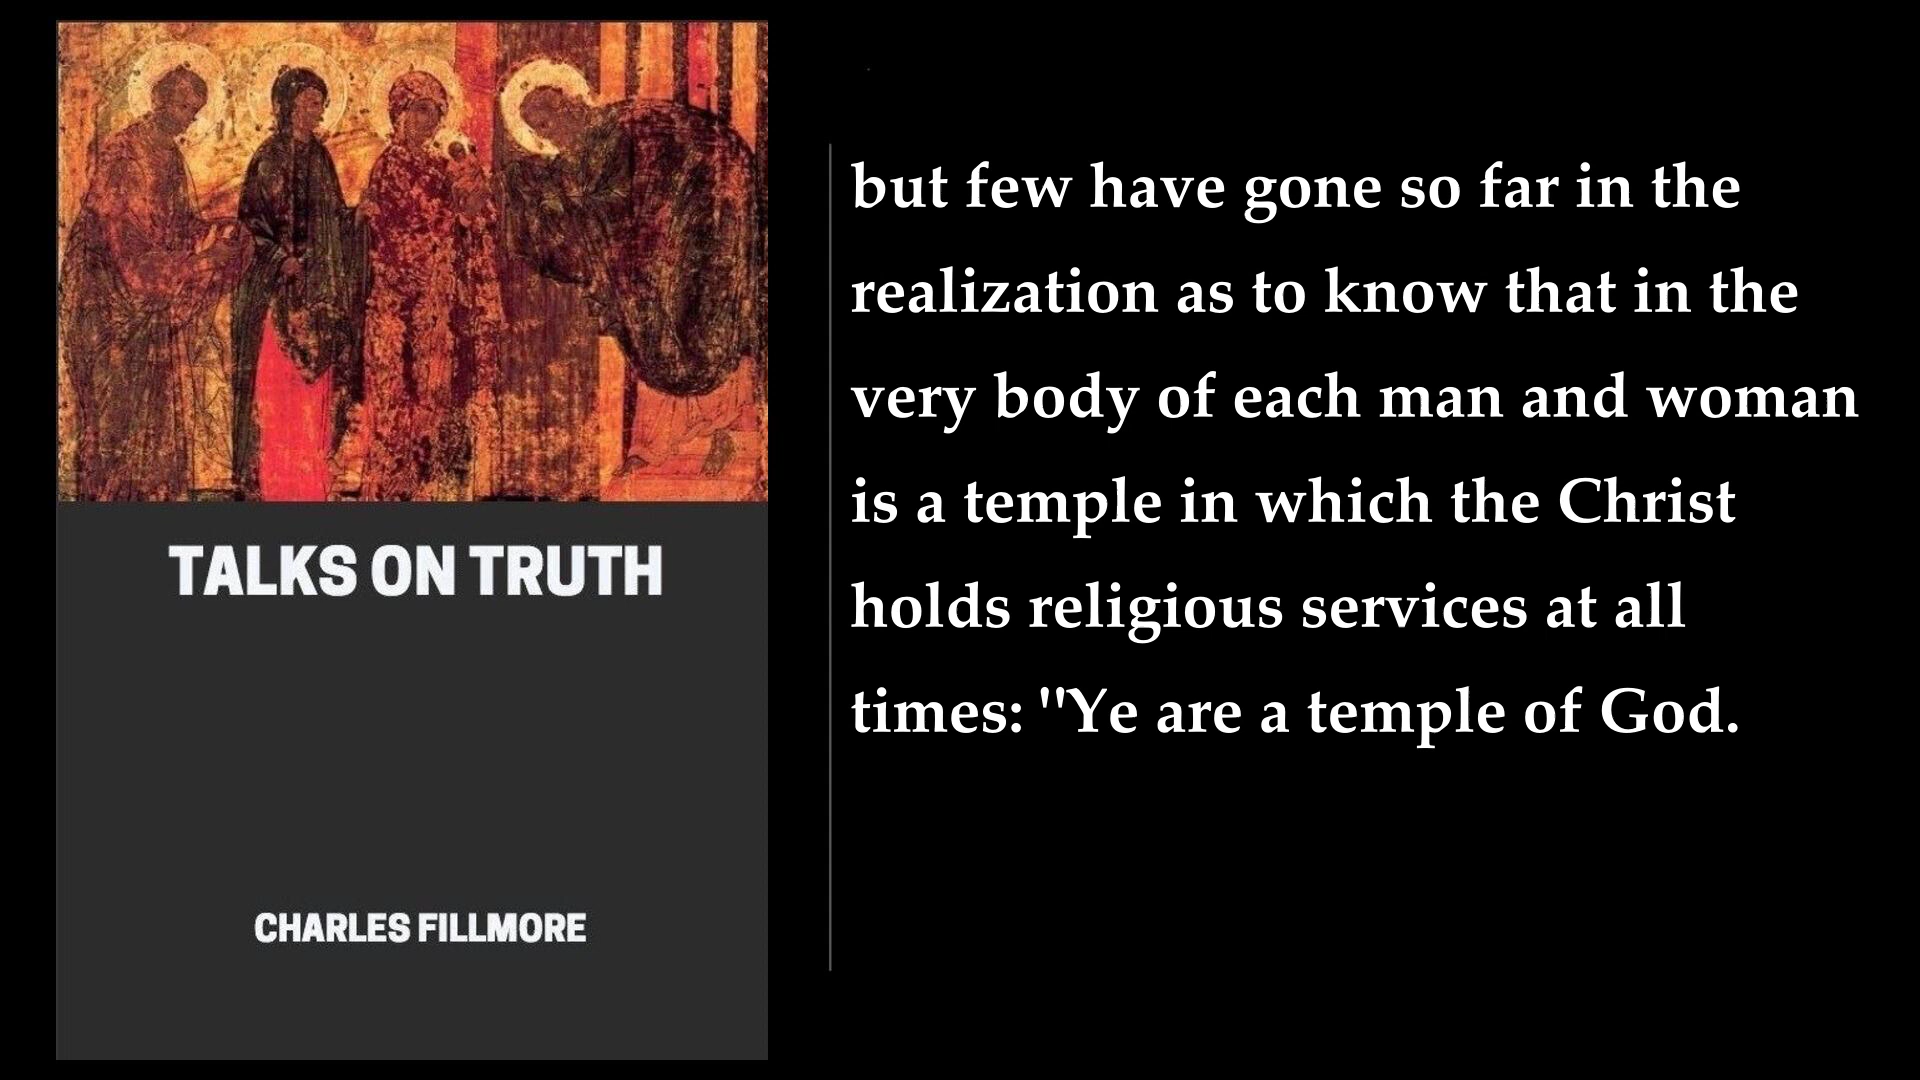 TALKS ON TRUTH
CHARLES FILLMORE
but few have gone so far in the
realization as to know that in the
very body of each man and woman
is a temple in which the Christ
holds religious services at all
times: "Ye are a temple of God.